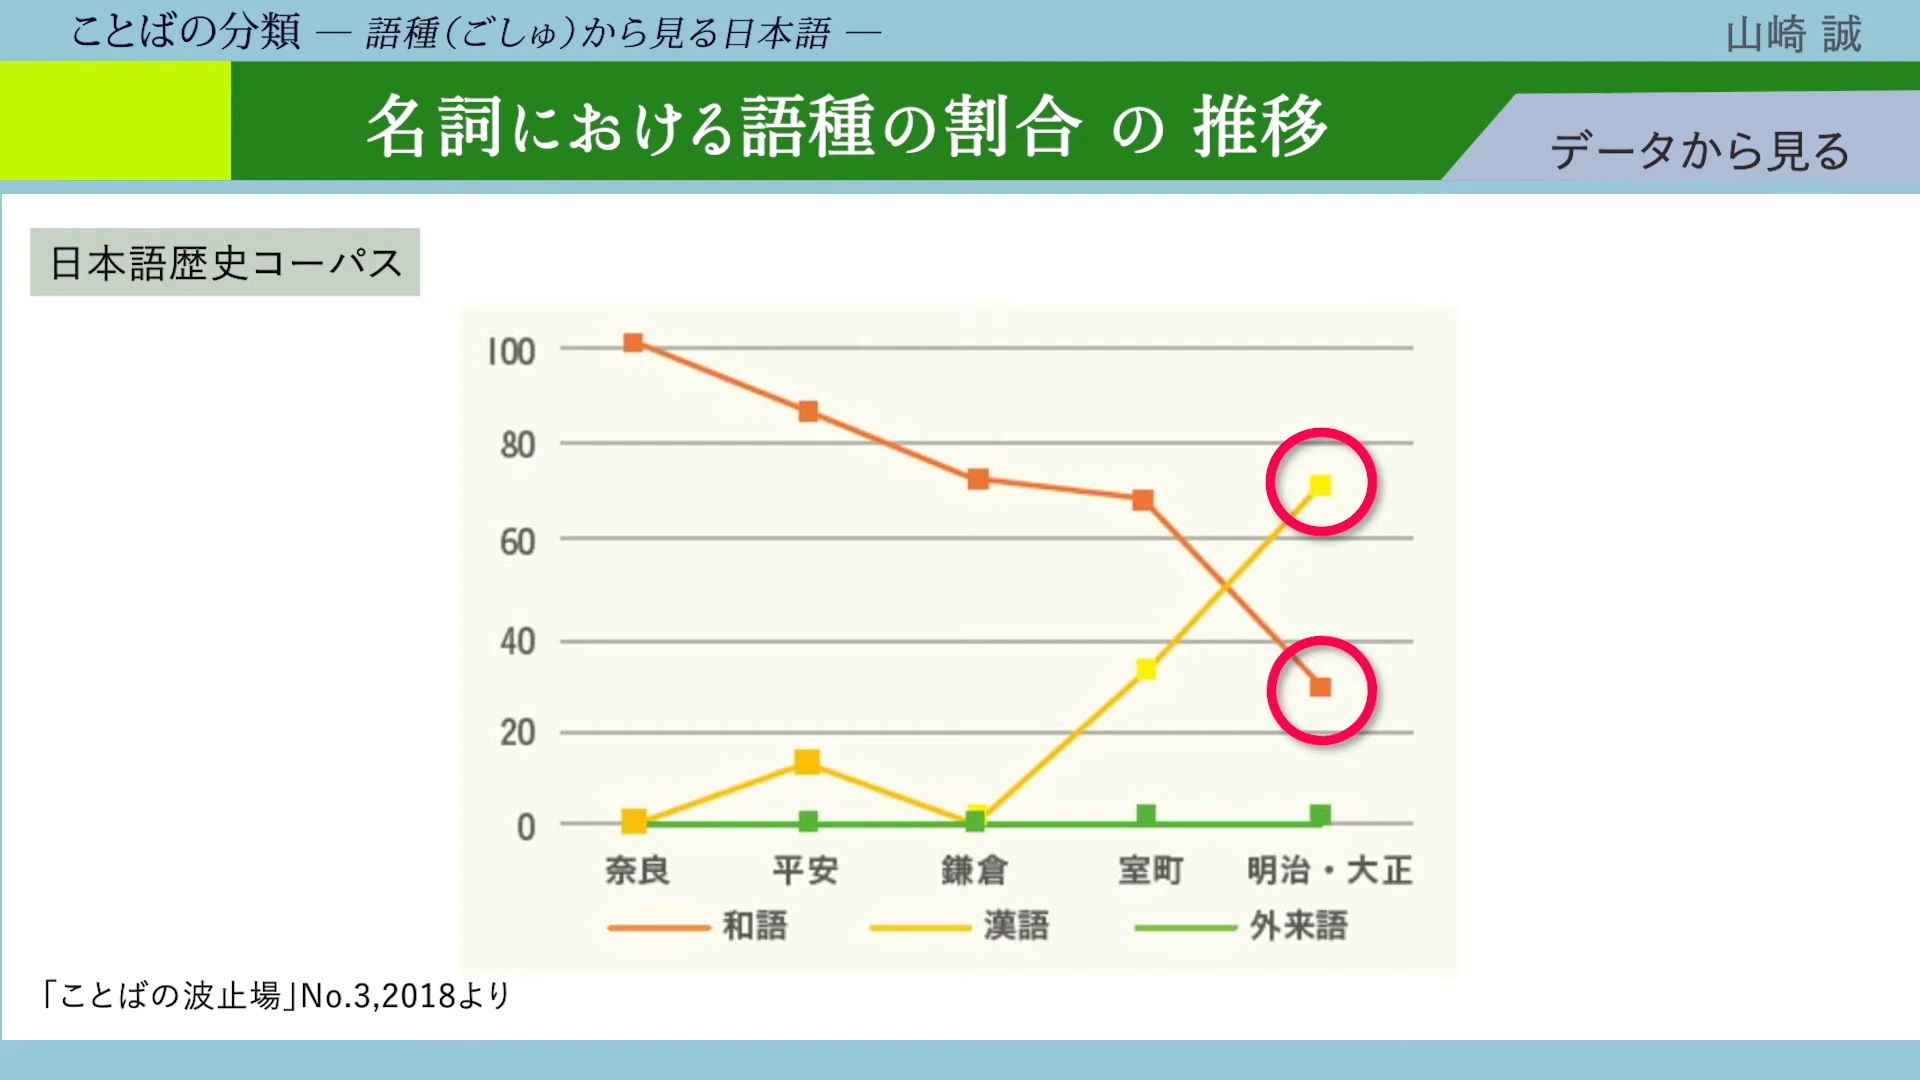 ことばの分類 ― 語種(ごしゅ)から見る日本語 ―
山崎 誠
名詞における語種の割合 の 推移
データから見る
日本語歴史コーパス
100
80
60
40
20
0
奈良 平安 鎌倉 室町 明治・大正
和語 漢語 外来語
「ことばの波止場」No.3,2018より